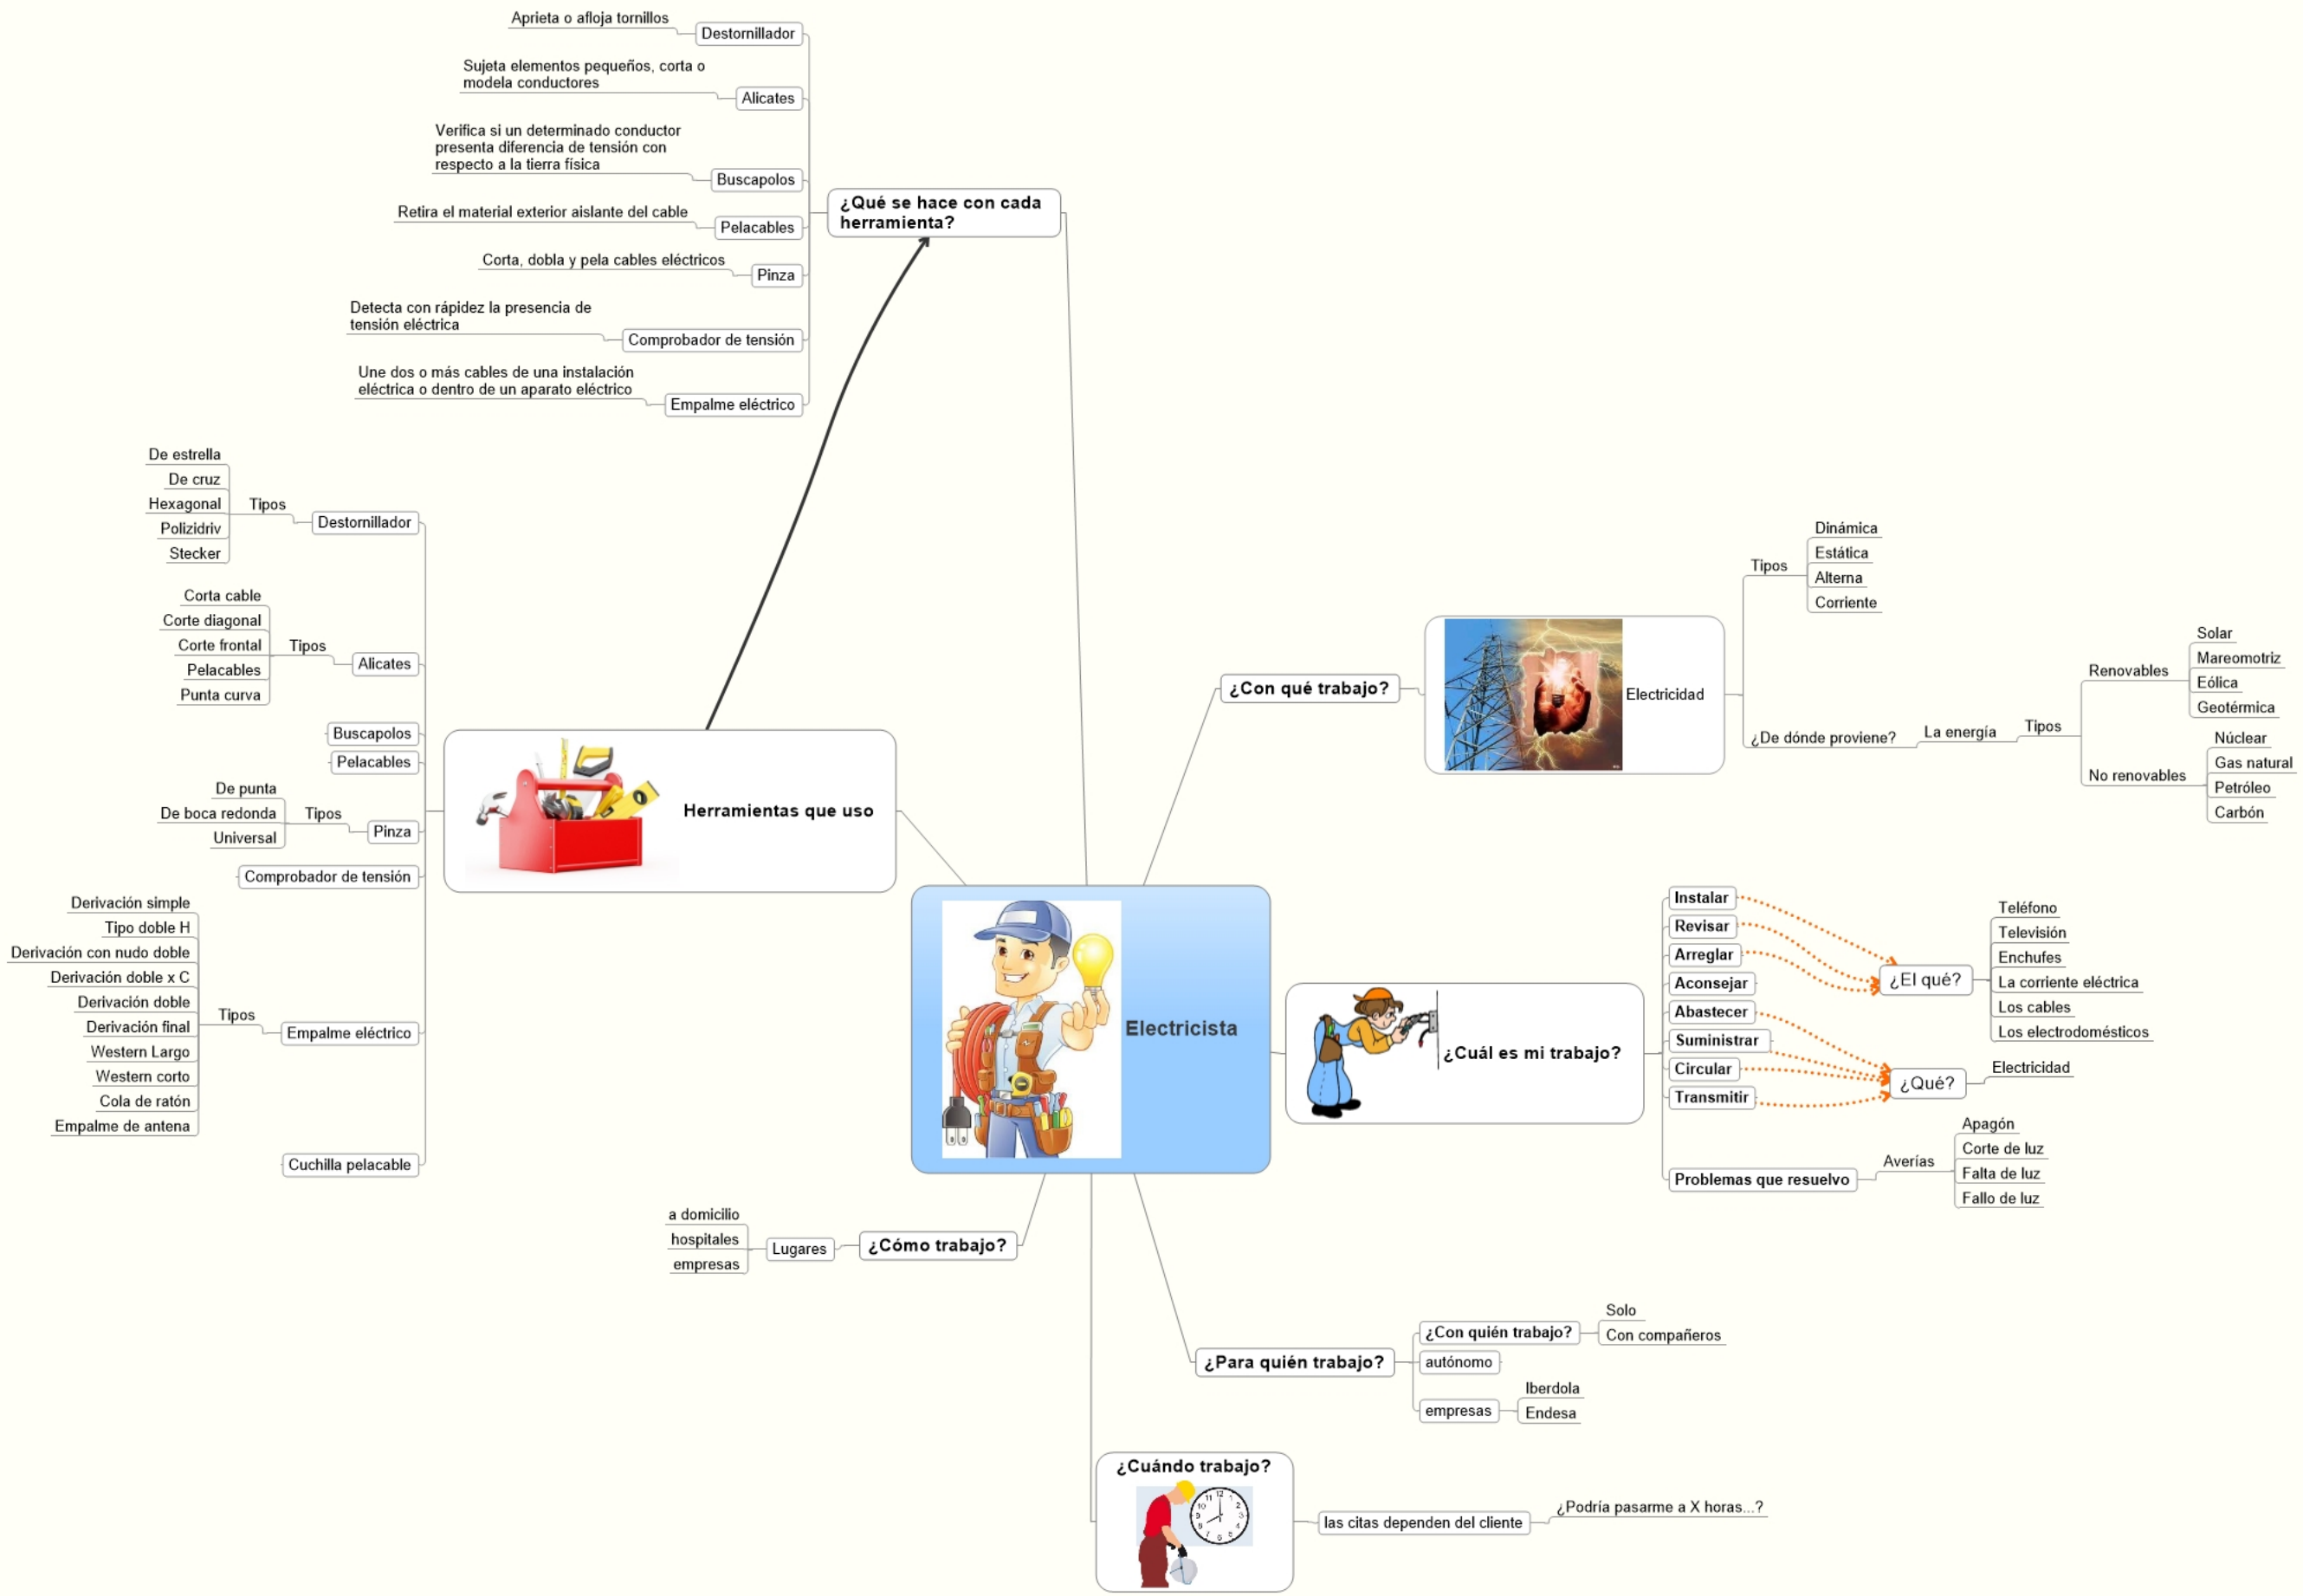 Aprieta o afloja tornillos
Destornillador
Sujeta elementos pequeños, corta o
modela conductores
Alicates
Verifica si un determinado conductor
presenta diferencia de tensión con
respecto a la tierra física
Buscapolos
Retira el material exterior aislante del cable
Pelacables
Corta, dobla y pela cables eléctricos
Pinza
Detecta con rápidez la presencia de
tensión eléctrica
Comprobador de tensión
Une dos o más cables de una instalación
eléctrica o dentro de un aparato eléctrico
Empalme eléctrico
¿Qué se hace con cada
herramienta?
De estrella
De cruz
Hexagonal
Polizidriv
Stecker
Tipos
Destornillador
Corta cable
Corte diagonal
Corte frontal
Pelacables
Punta curva
Tipos
Alicates
Buscapolos
Pelacables
De punta
De boca redonda
Universal
Tipos
Pinza
Comprobador de tensión
Derivación simple
Tipo doble H
Derivación con nudo doble
Derivación doble x C
Derivación doble
Derivación final
Western Largo
Western corto
Cola de ratón
Empalme de antena
Tipos
Empalme eléctrico
Cuchilla pelacable
Herramientas que uso
Electricista
¿Con qué trabajo?
Electricidad
Tipos
Dinámica
Estática
Alterna
Corriente
¿De dónde proviene?
La energía
Tipos
Renovables
Solar
Mareomotriz
Eólica
Geotérmica
No renovables
Núclear
Gas natural
Petróleo
Carbón
¿Cuál es mi trabajo?
Instalar
Revisar
Arreglar
Aconsejar
Abastecer
Suministrar
Circular
Transmitir
¿El qué?
Teléfono
Televisión
Enchufes
La corriente eléctrica
Los cables
Los electrodomésticos
¿Qué?
Electricidad
Problemas que resuelvo
Averías
Apagón
Corte de luz
Falta de luz
Fallo de luz
a domicilio
hospitales
empresas
Lugares
¿Cómo trabajo?
¿Para quién trabajo?
¿Con quién trabajo?
Solo
Con compañeros
autónomo
empresas
Iberdola
Endesa
¿Cuándo trabajo?
12
1
2
3
4
5
6
7
8
9
10
11
las citas dependen del cliente
¿Podría pasarme a X horas...?